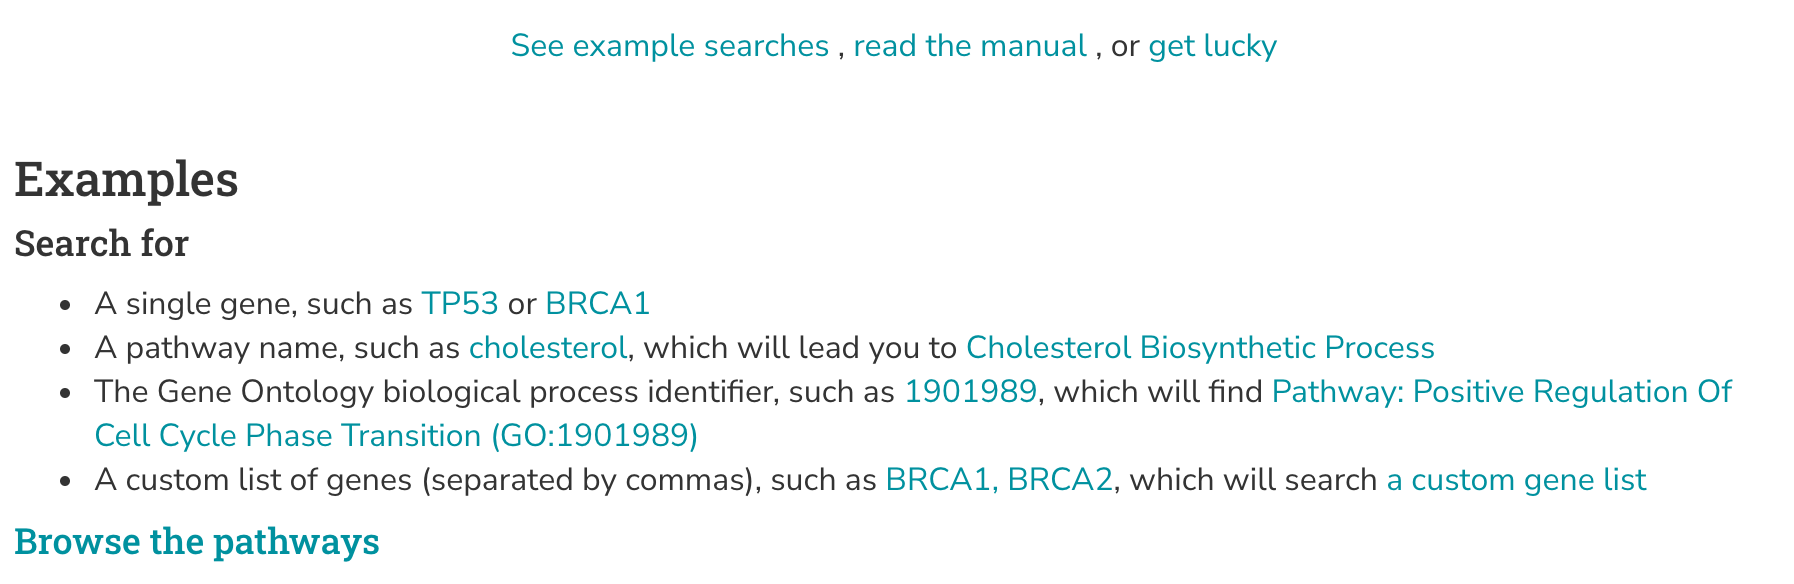 See example searches , read the manual , or get lucky
Examples
Search for
• A single gene, such as TP53 or BRCA1
• A pathway name, such as cholesterol, which will lead you to Cholesterol Biosynthetic Process
• The Gene Ontology biological process identifier, such as 1901989, which will find Pathway: Positive Regulation Of
Cell Cycle Phase Transition (GO:1901989)
• A custom list of genes (separated by commas), such as BRCA1, BRCA2, which will search a custom gene list
Browse the pathways